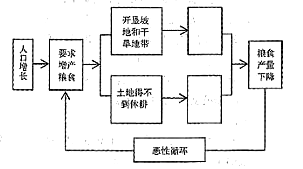 人口增长
要求
增产
粮食
开垦坡
地和干
旱地带
土地得不
到休耕
粮食
产量
下降
恶性循环